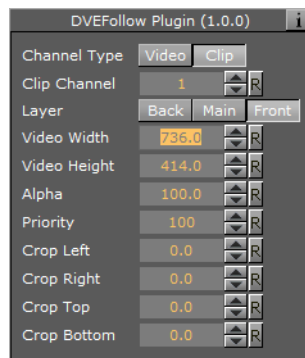 DVEFollow Plugin (1.0.0) i
Channel Type Video Clip
Clip Channel 1 R
Layer Back Main Front
Video Width 736.0 R
Video Height 414.0 R
Alpha 100.0 R
Priority 100 R
Crop Left 0.0 R
Crop Right 0.0 R
Crop Top 0.0 R
Crop Bottom 0.0 R